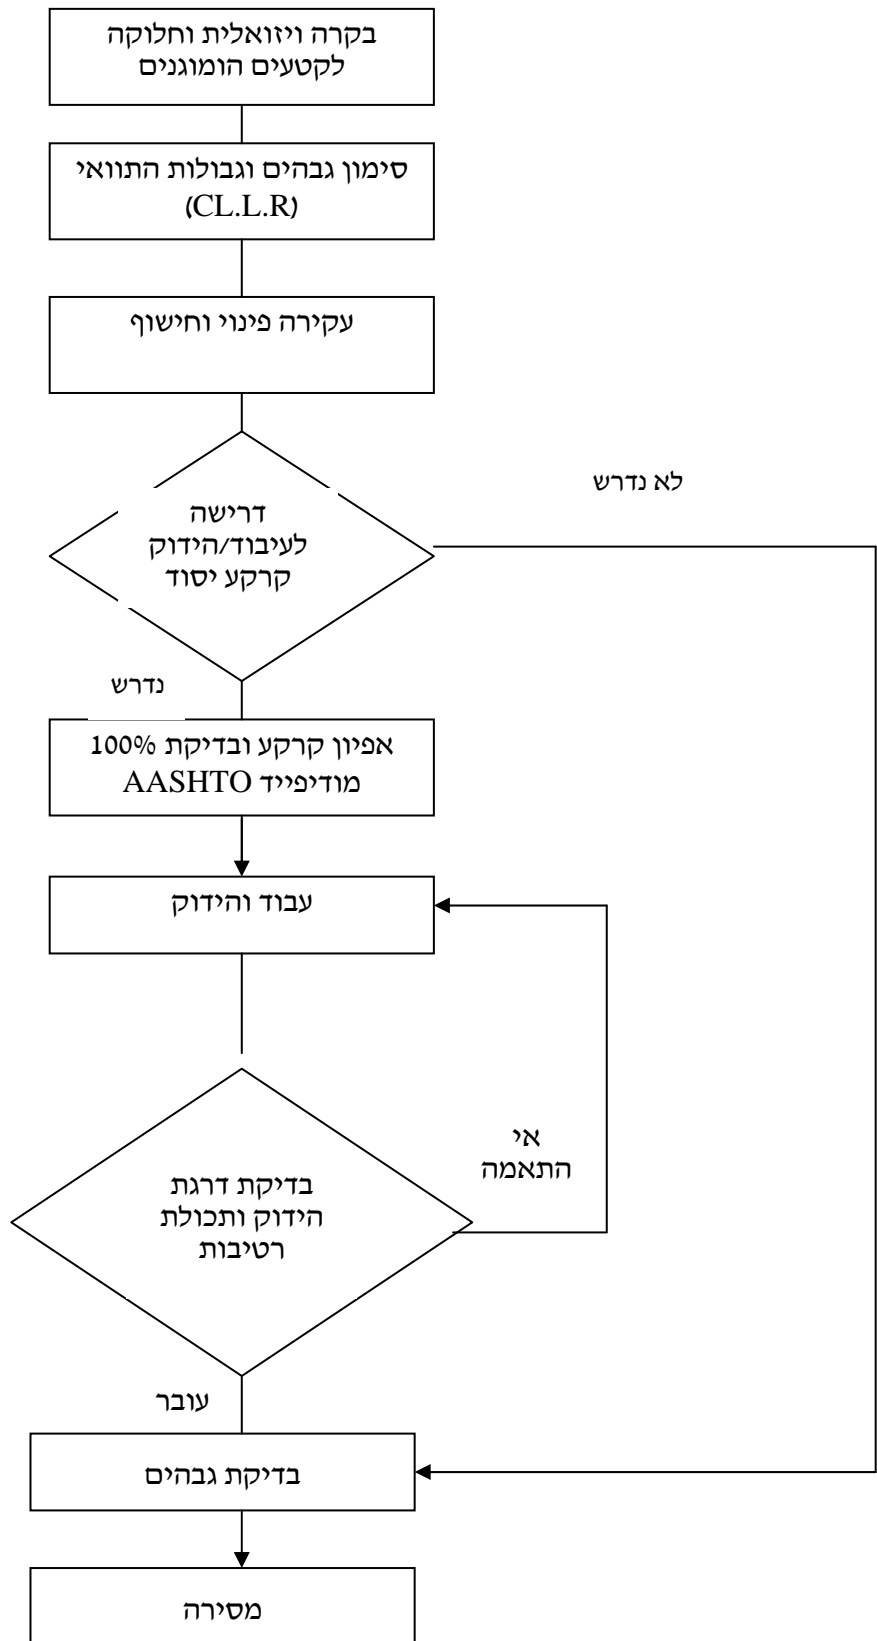 בקרה ויזואלית וחלוקה
לקטעים הומוגנים
סימון גבהים וגבולות התוואי
(CL.L.R)
עקירה פינוי וחישוף
דרישה
לעיבוד/הידוק
קרקע יסוד
לא נדרש
נדרש
אפיון קרקע ובדיקת 100%
מודיפייד AASHTO
עבוד והידוק
אי
התאמה
בדיקת דרגת
הידוק ותכולת
רטיבות
עובר
בדיקת גבהים
מסירה